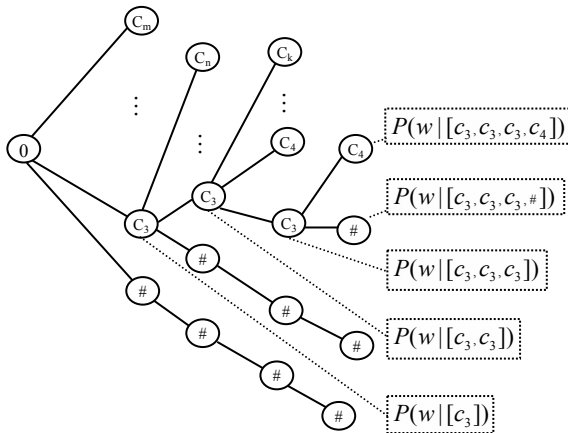 C_m
C_n
C_k
⋮
⋮
⋮
C_4
C_4
P(w|[c_3,c_3,c_3,c_4])
0
C_3
P(w|[c_3,c_3,c_3,#])
C_3
C_3
#
#
P(w|[c_3,c_3,c_3])
#
#
#
P(w|[c_3,c_3])
#
#
#
P(w|[c_3])